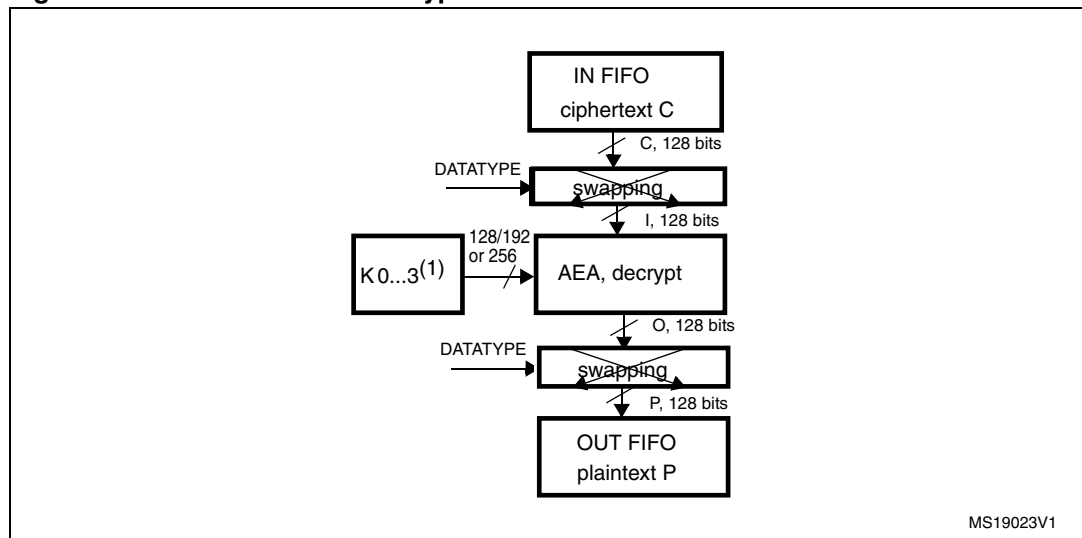 IN FIFO
ciphertext C
C, 128 bits
DATATYPE
swapping
I, 128 bits
128/192
or 256
K 0...3(1)
AEA, decrypt
O, 128 bits
DATATYPE
swapping
P, 128 bits
OUT FIFO
plaintext P
MS19023V1